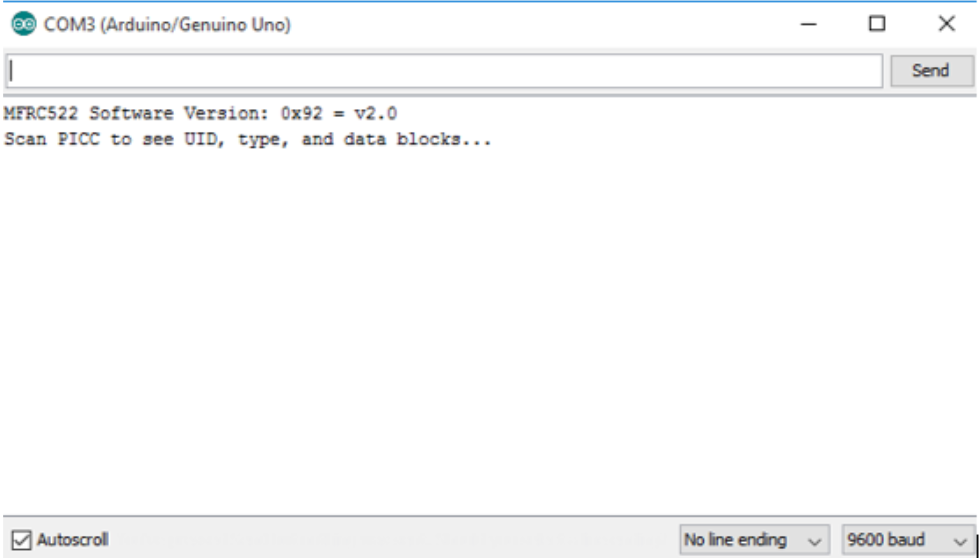 COM3 (Arduino/Genuino Uno)
Send
MFRC522 Software Version: 0x92 = v2.0
Scan PICC to see UID, type, and data blocks...
Autoscroll
No line ending
9600 baud